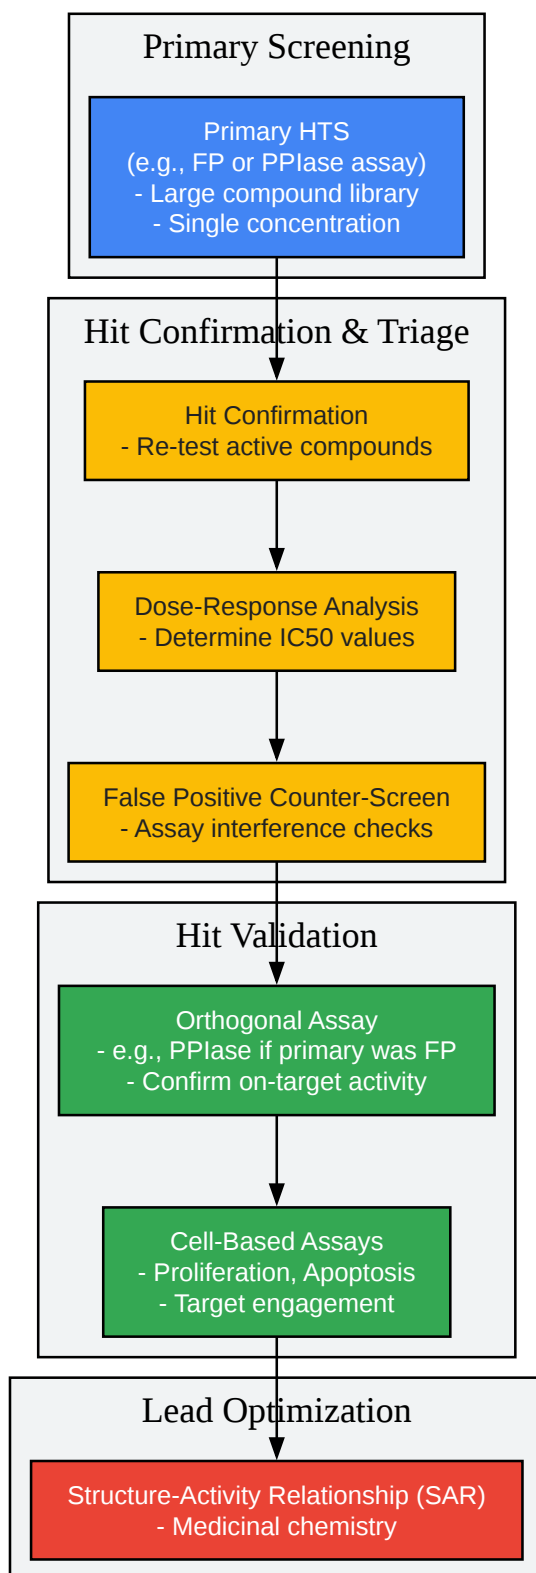 Primary Screening
Primary HTS
(e.g., FP or PPIase assay)
- Large compound library
- Single concentration
Hit Confirmation & Triage
Hit Confirmation
- Re-test active compounds
Dose-Response Analysis
- Determine IC50 values
False Positive Counter-Screen
- Assay interference checks
Hit Validation
Orthogonal Assay
- e.g., PPIase if primary was FP
- Confirm on-target activity
Cell-Based Assays
- Proliferation, Apoptosis
- Target engagement
Lead Optimization
Structure-Activity Relationship (SAR)
- Medicinal chemistry